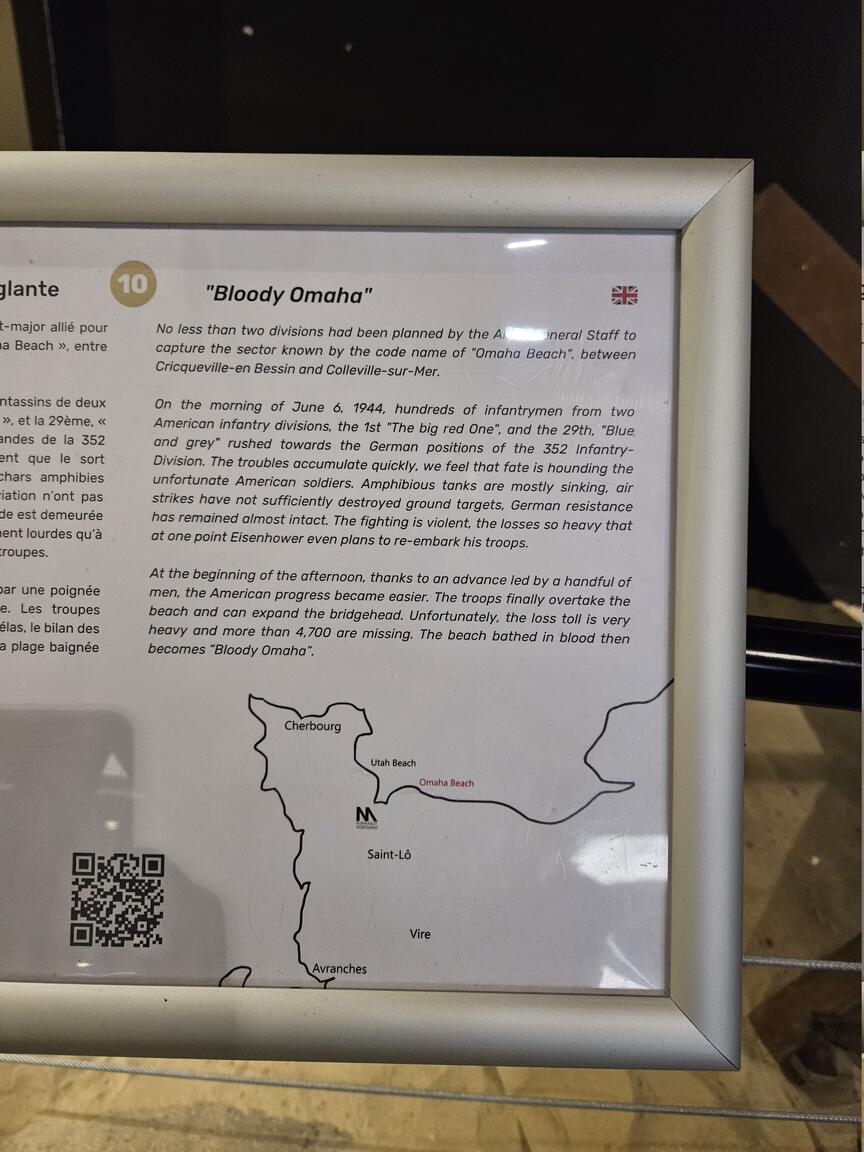 glante
t-major allié pour
na Beach », entre
ntassins de deux
», et la 29ème, «
andes de la 352
ent que le sort
chars amphibies
viation n'ont pas
de est demeurée
ment lourdes qu'à
troupes.
par une poignée
e. Les troupes
élas, le bilan des
a plage baignée
10
"Bloody Omaha"
No less than two divisions had been planned by the General Staff to
capture the sector known by the code name of "Omaha Beach", between
Cricqueville-en Bessin and Colleville-sur-Mer.
On the morning of June 6, 1944, hundreds of infantrymen from two
American infantry divisions, the 1st "The big red One", and the 29th, "Blue
and grey" rushed towards the German positions of the 352 Infantry-
Division. The troubles accumulate quickly, we feel that fate is hounding the
unfortunate American soldiers. Amphibious tanks are mostly sinking, air
strikes have not sufficiently destroyed ground targets, German resistance
has remained almost intact. The fighting is violent, the losses so heavy that
at one point Eisenhower even plans to re-embark his troops.
At the beginning of the afternoon, thanks to an advance led by a handful of
men, the American progress became easier. The troops finally overtake the
beach and can expand the bridgehead. Unfortunately, the loss toll is very
heavy and more than 4,700 are missing. The beach bathed in blood then
becomes "Bloody Omaha".
Cherbourg
Utah Beach
Omaha Beach
Saint-Lô
Vire
Avranches